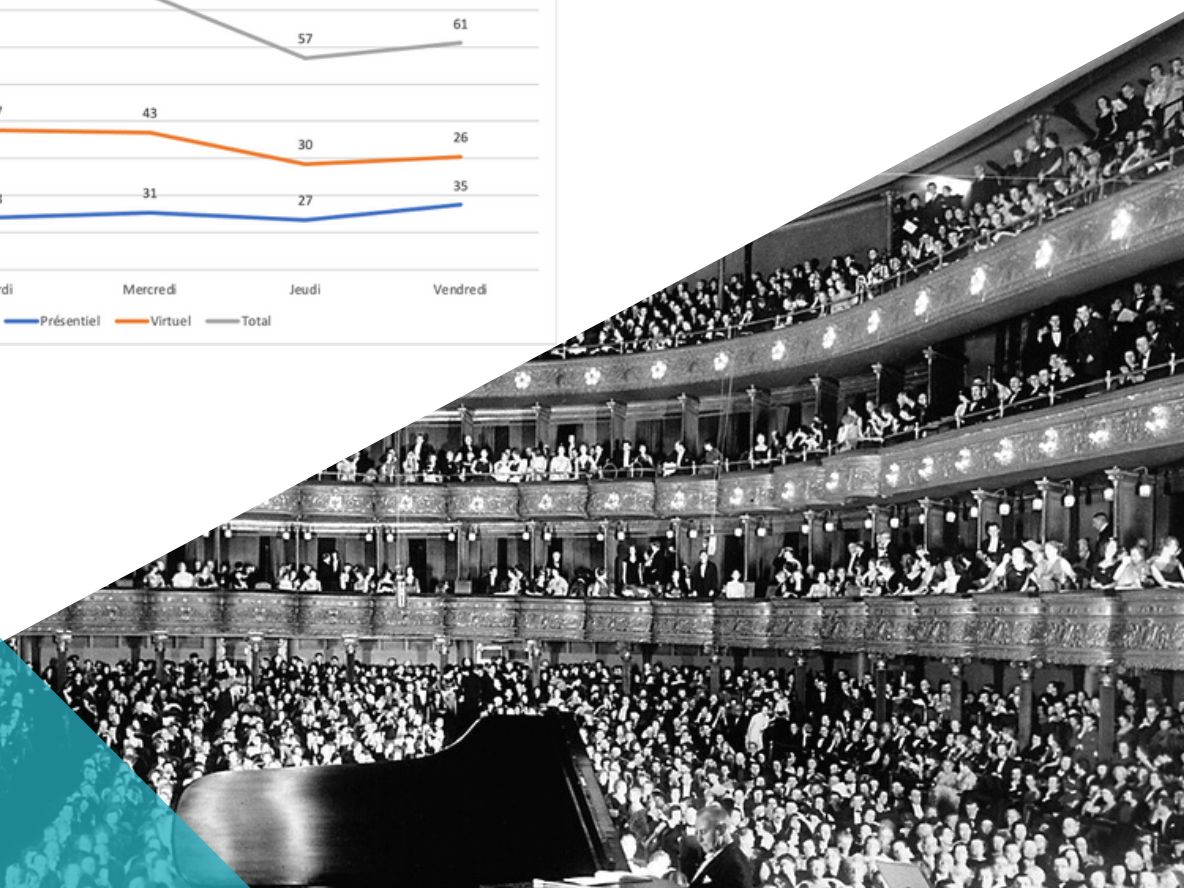 57
61
43
30
26
31
27
35
Mercredi
Jeudi
Vendredi
Présentiel
Virtuel
Total